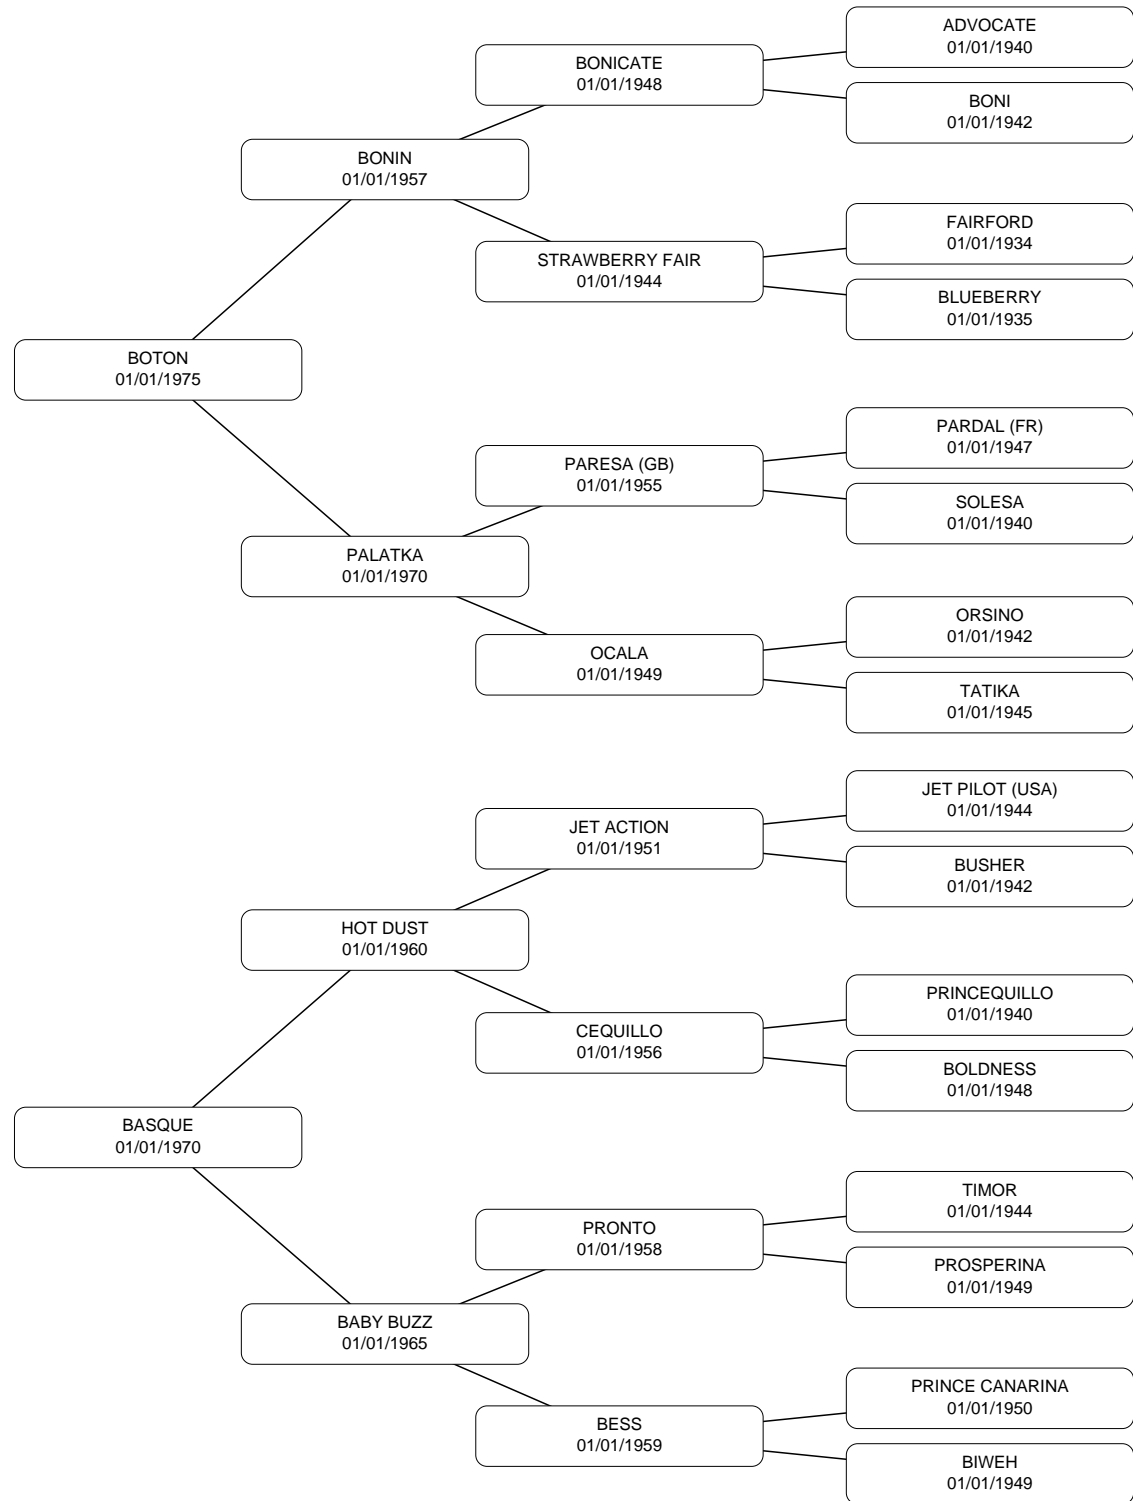 ADVOCATE
01/01/1940
BONICATE
01/01/1948
BONI
01/01/1942
BONIN
01/01/1957
FAIRFORD
01/01/1934
STRAWBERRY FAIR
01/01/1944
BLUEBERRY
01/01/1935
BOTON
01/01/1975
PARDAL (FR)
01/01/1947
PARESA (GB)
01/01/1955
SOLESA
01/01/1940
PALATKA
01/01/1970
ORSINO
01/01/1942
OCALA
01/01/1949
TATIKA
01/01/1945
JET PILOT (USA)
01/01/1944
JET ACTION
01/01/1951
BUSHER
01/01/1942
HOT DUST
01/01/1960
PRINCEQUILLO
01/01/1940
CEQUILLO
01/01/1956
BOLDNESS
01/01/1948
BASQUE
01/01/1970
TIMOR
01/01/1944
PRONTO
01/01/1958
PROSPERINA
01/01/1949
BABY BUZZ
01/01/1965
PRINCE CANARINA
01/01/1950
BESS
01/01/1959
BIWEH
01/01/1949